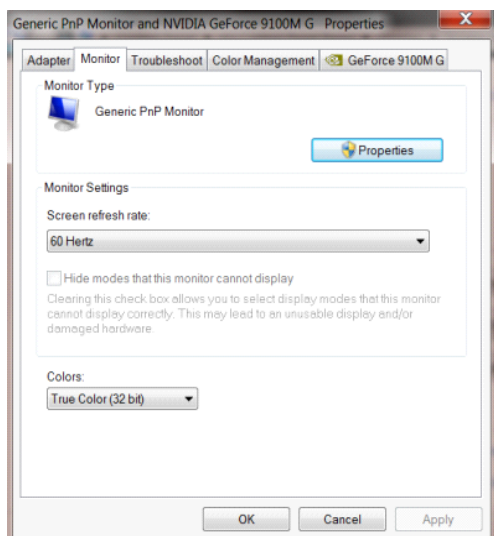 Generic PnP Monitor and NVIDIA GeForce 9100M G Properties
Adapter Monitor Troubleshoot Color Management GeForce 9100M G
Monitor Type
Generic PnP Monitor
Properties
Monitor Settings
Screen refresh rate:
60 Hertz
Hide modes that this monitor cannot display
Clearing this check box allows you to select display modes that this monitor
cannot display correctly. This may lead to an unusable display and/or
damaged hardware.
Colors:
True Color (32 bit)
OK Cancel Apply